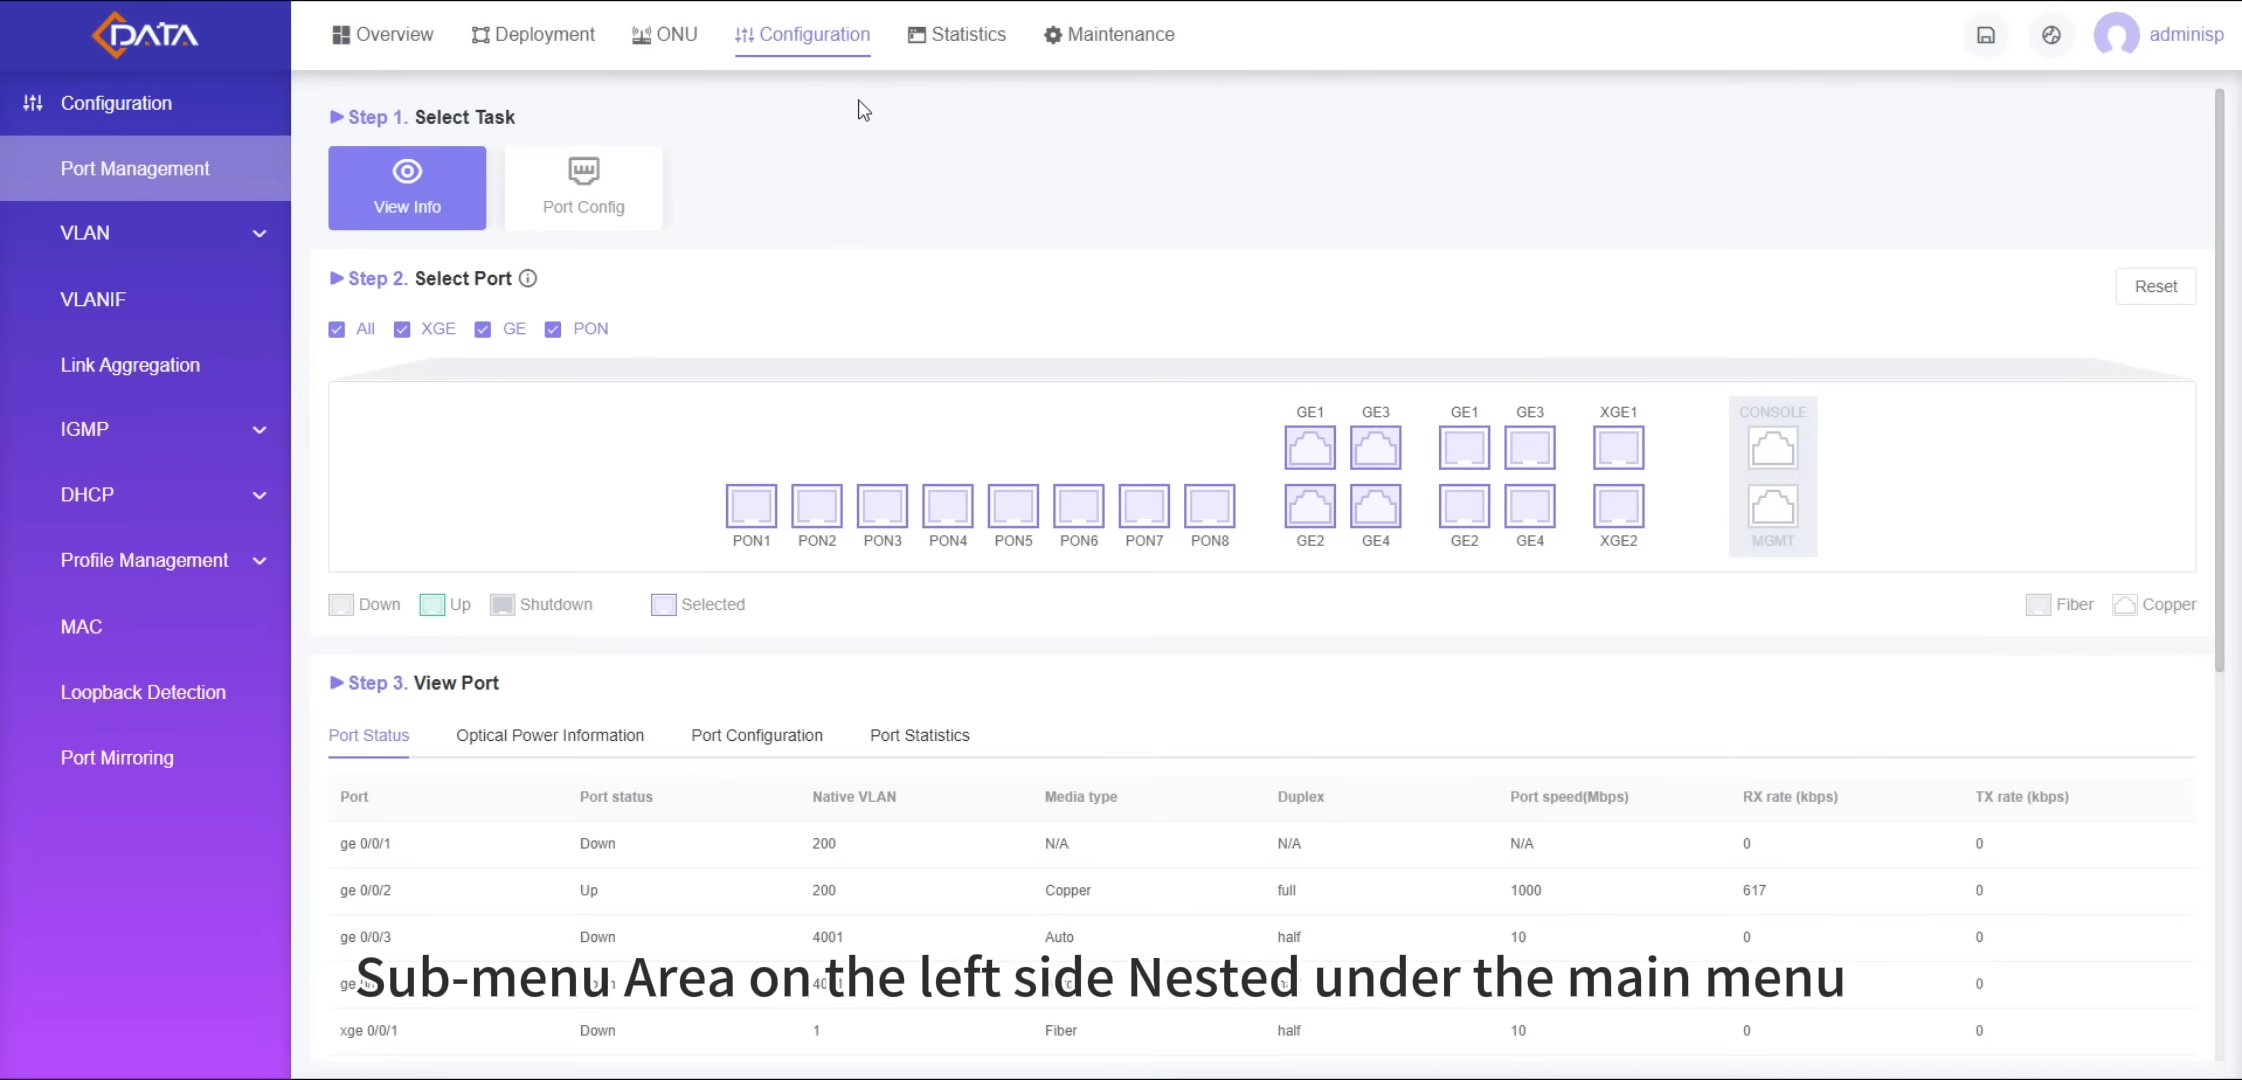 DATA
Overview
Deployment
ONU
Configuration
Statistics
Maintenance
adminisp
Configuration
Port Management
VLAN
VLANIF
Link Aggregation
IGMP
DHCP
Profile Management
MAC
Loopback Detection
Port Mirroring
Step 1. Select Task
View Info
Port Config
Step 2. Select Port
Reset
All XGE GE PON
GE1 GE3 GE1 GE3 XGE1 CONSOLE
PON1 PON2 PON3 PON4 PON5 PON6 PON7 PON8 GE2 GE4 GE2 GE4 XGE2 MGMT
Down Up Shutdown Selected Fiber Copper
Step 3. View Port
Port Status Optical Power Information Port Configuration Port Statistics
Port Port status Native VLAN Media type Duplex Port speed(Mbps) RX rate (kbps) TX rate (kbps)
ge 0/0/1 Down 200 N/A N/A N/A 0 0
ge 0/0/2 Up 200 Copper full 1000 617 0
ge 0/0/3 Down 4001 Auto half 10 0 0
ge 0
Sub-menu Area on the left side Nested under the main menu
xge 0/0/1 Down 1 Fiber half 10 0 0